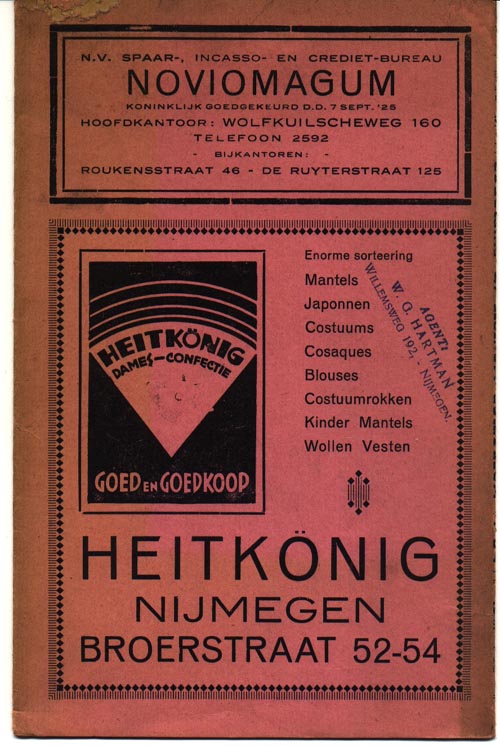 N.V. SPAAR-, INCASSO- EN CREDIET-BUREAU
NOVIOMAGUM
KONINKLIJK GOEDGEKEURD D.D. 7 SEPT. '25
HOOFDKANTOOR: WOLFKUILSCHEWEG 160
TELEFOON 2592
- BIJKANTOREN: -
ROUKENSSTRAAT 46 - DE RUYTERSTRAAT 125
HEITKÖNIG
DAMES-CONFECTIE
GOED EN GOEDKOOP
Enorme sorteering
Mantels
Japonnen
Costuums
Cosaques
Blouses
Costuumrokken
Kinder Mantels
Wollen Vesten
AGENT:
W. G. HARTMAN
WILLEMSWEG 192, - NIJMEGEN.
HEITKÖNIG
NIJMEGEN
BROERSTRAAT 52-54